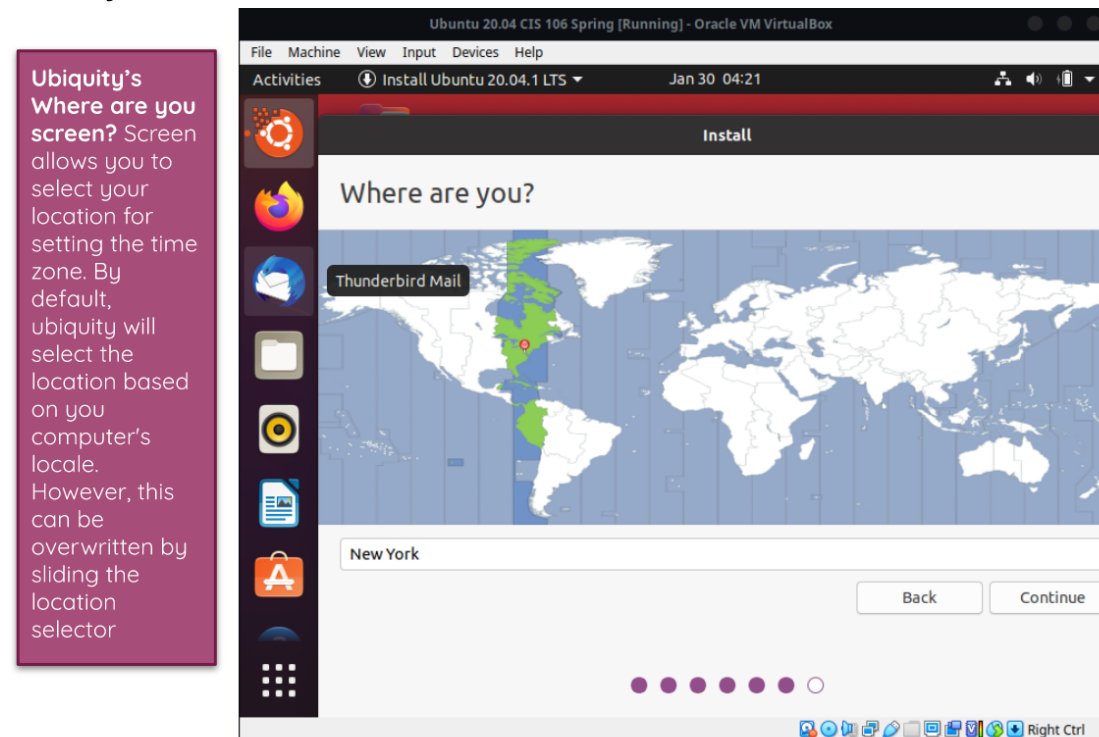 Ubuntu 20.04 CIS 106 Spring [Running] - Oracle VM VirtualBox
File Machine View Input Devices Help
Activities Install Ubuntu 20.04.1 LTS Jan 30 04:21
Ubiquity's
Where are you
screen? Screen
allows you to
select your
location for
setting the time
zone. By
default,
ubiquity will
select the
location based
on you
computer's
locale.
However, this
can be
overwritten by
sliding the
location
selector
Install
Where are you?
Thunderbird Mail
New York
Back Continue
Right Ctrl